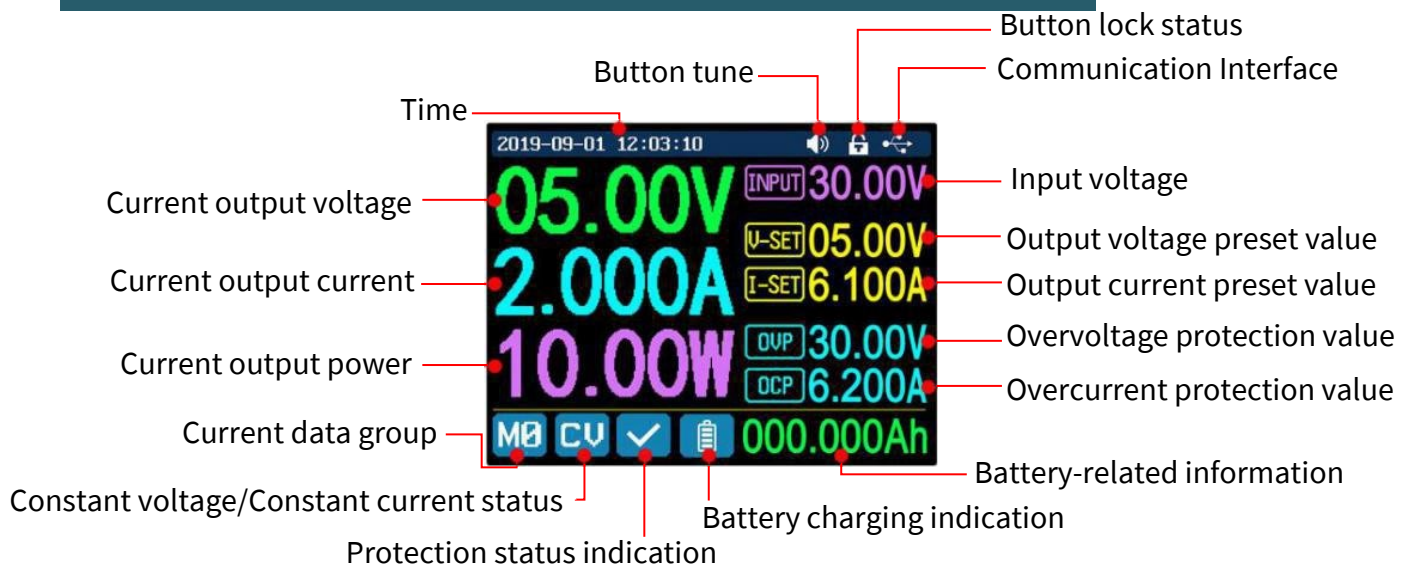 Button lock status
Button tune
Communication Interface
Time
2019-09-01 12:03:10
Current output voltage
05.00V
INPUT 30.00V
Input voltage
V-SET 05.00V
Output voltage preset value
Current output current
2.000A
I-SET 6.100A
Output current preset value
OVP 30.00V
Overvoltage protection value
Current output power
10.00W
OCP 6.200A
Overcurrent protection value
Current data group
M0 CV 000.000Ah
Battery-related information
Constant voltage/Constant current status
Battery charging indication
Protection status indication